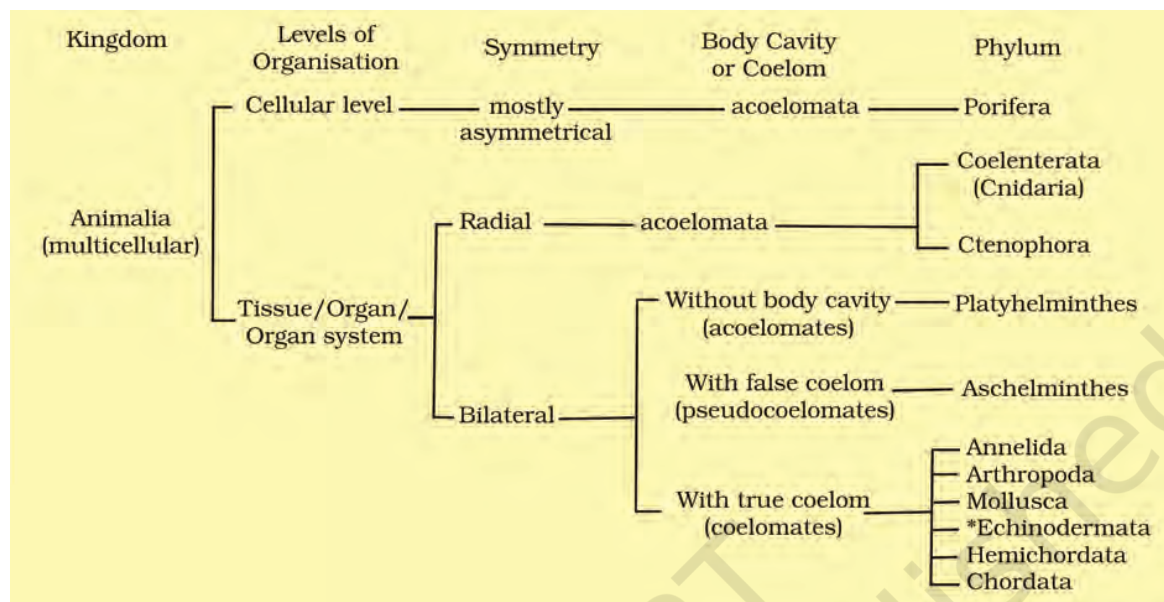 Kingdom
Levels of
Organisation
Symmetry
Body Cavity
or Coelom
Phylum
Cellular level
mostly
asymmetrical
acoelomata
Porifera
Animalia
(multicellular)
Tissue/Organ/
Organ system
Radial
acoelomata
Coelenterata
(Cnidaria)
Ctenophora
Bilateral
Without body cavity
(acoelomates)
Platyhelminthes
With false coelom
(pseudocoelomates)
Aschelminthes
With true coelom
(coelomates)
Annelida
Arthropoda
Mollusca
*Echinodermata
Hemichordata
Chordata